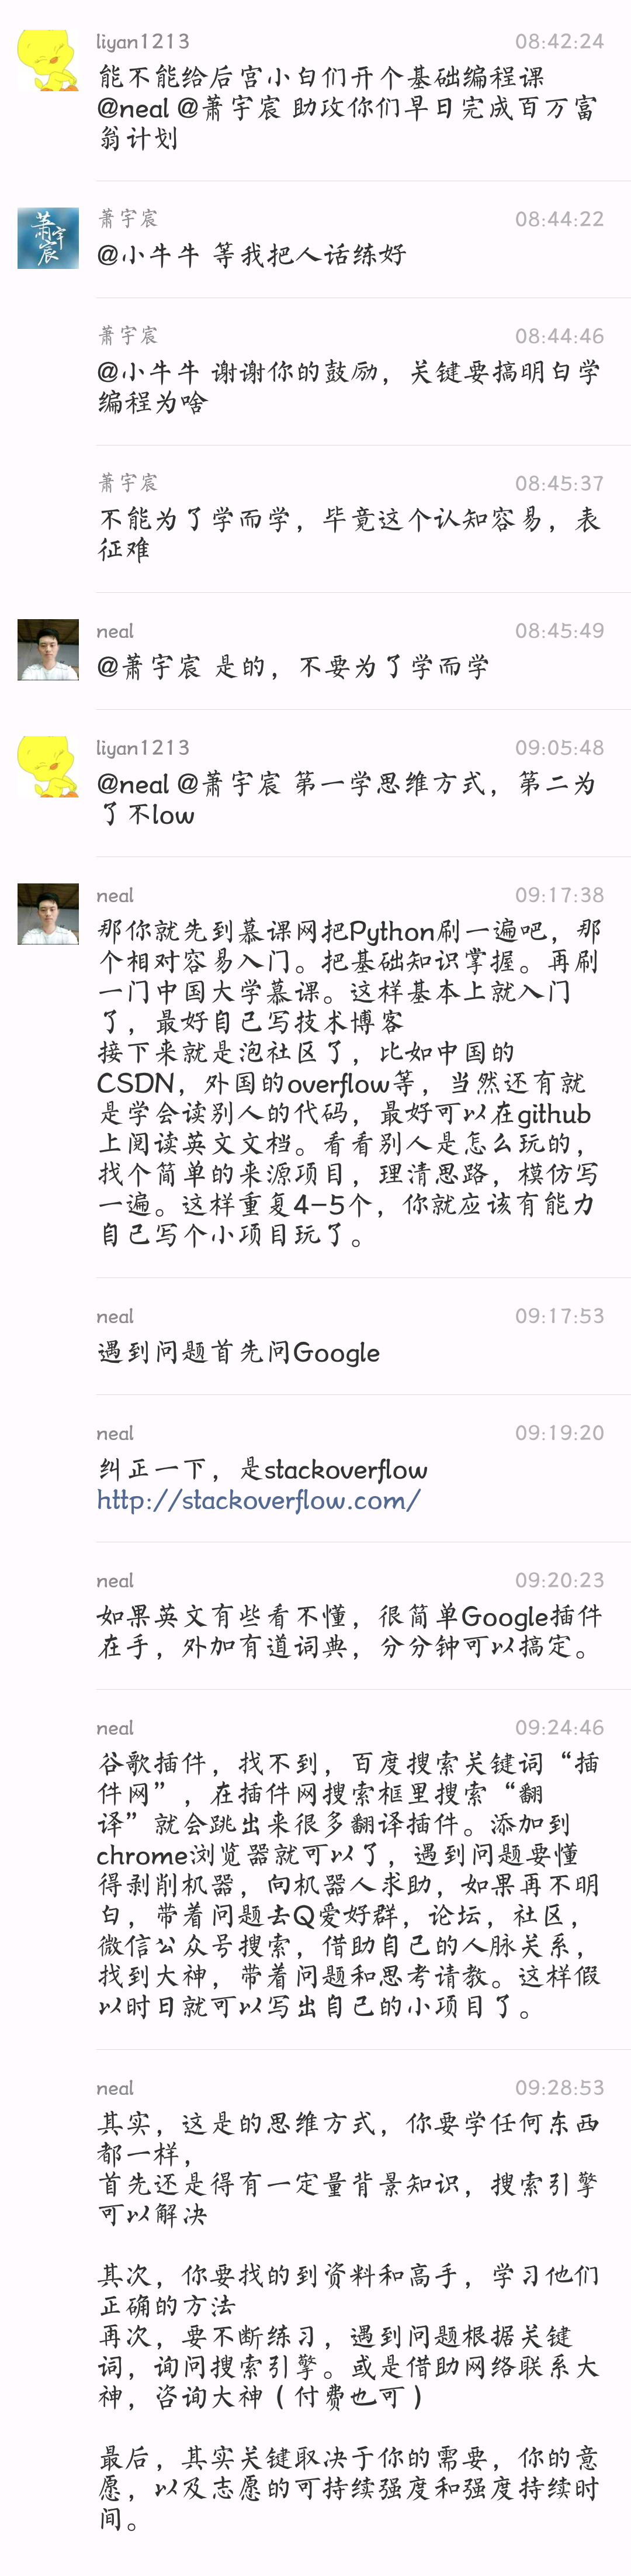 liyan1213 08:42:24
能不能给后宫小白们开个基础编程课
@neal @萧宇宸 助攻你们早日完成百万富
翁计划
萧宇宸
萧宇宸 08:44:22
@小牛牛 等我把人话练好
萧宇宸 08:44:46
@小牛牛 谢谢你的鼓励，关键要搞明白学
编程为啥
萧宇宸 08:45:37
不能为了学而学，毕竟这个认知容易，表
征难
neal 08:45:49
@萧宇宸 是的，不要为了学而学
liyan1213 09:05:48
@neal @萧宇宸 第一学思维方式，第二为
了不low
neal 09:17:38
那你就先到慕课网把Python刷一遍吧，那
个相对容易入门。把基础知识掌握。再刷
一门中国大学慕课。这样基本上就入门
了，最好自己写技术博客
接下来就是泡社区了，比如中国的
CSDN，外国的overflow等，当然还有就
是学会读别人的代码，最好可以在github
上阅读英文文档。看看别人是怎么玩的，
找个简单的来源项目，理清思路，模仿写
一遍。这样重复4-5个，你就应该有能力
自己写个小项目玩了。
neal 09:17:53
遇到问题首先问Google
neal 09:19:20
纠正一下，是stackoverflow
http://stackoverflow.com/
neal 09:20:23
如果英文有些看不懂，很简单Google插件
在手，外加有道词典，分分钟可以搞定。
neal 09:24:46
谷歌插件，找不到，百度搜索关键词“插
件网”，在插件网搜索框里搜索“翻
译”就会跳出来很多翻译插件。添加到
chrome浏览器就可以了，遇到问题要懂
得剥削机器，向机器人求助，如果再不明
白，带着问题去Q爱好群，论坛，社区，
微信公众号搜索，借助自己的人脉关系，
找到大神，带着问题和思考请教。这样假
以时日就可以写出自己的小项目了。
neal 09:28:53
其实，这是的思维方式，你要学任何东西
都一样，
首先还是得有一定量背景知识，搜索引擎
可以解决
其次，你要找的到资料和高手，学习他们
正确的方法
再次，要不断练习，遇到问题根据关键
词，询问搜索引擎。或是借助网络联系大
神，咨询大神（付费也可）
最后，其实关键取决于你的需要，你的意
愿，以及志愿的可持续强度和强度持续时
间。